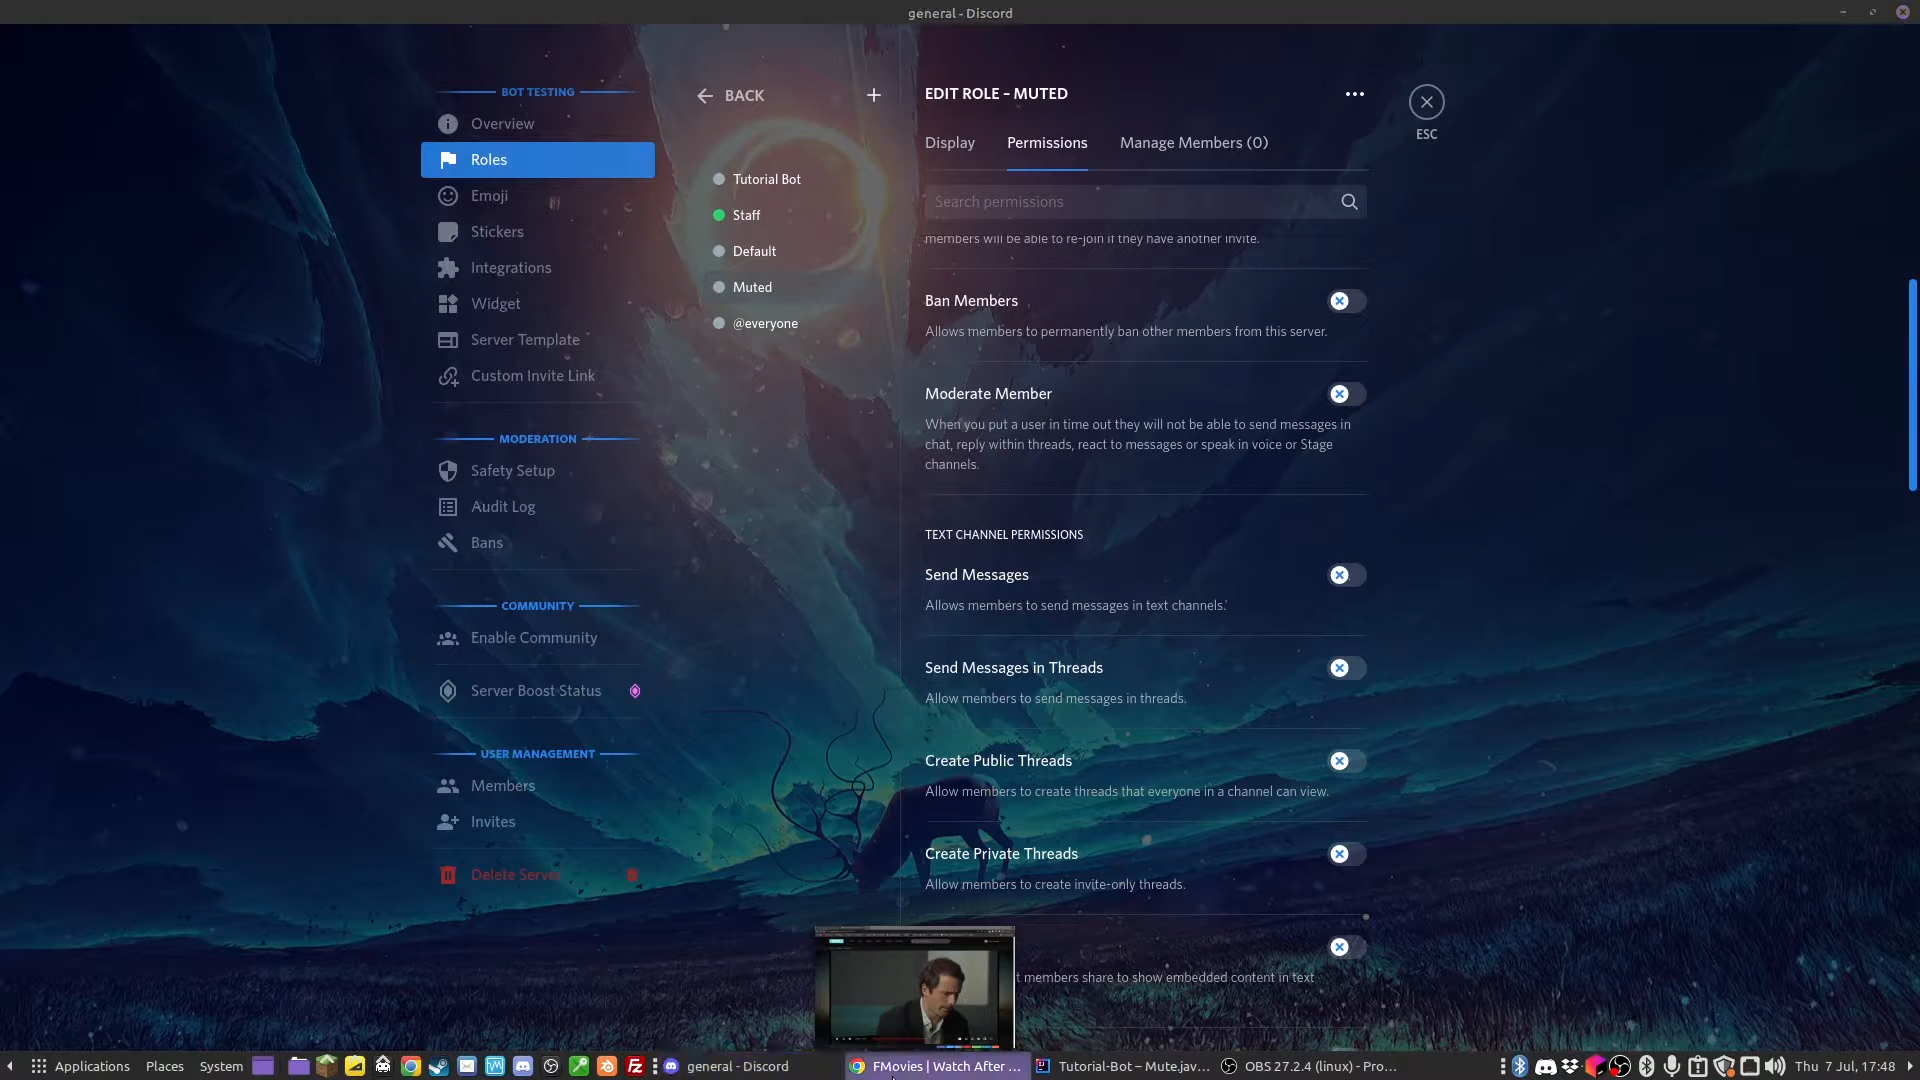 general - Discord
BOT TESTING
Overview
Roles
Emoji
Stickers
Integrations
Widget
Server Template
Custom Invite Link
MODERATION
Safety Setup
Audit Log
Bans
COMMUNITY
Enable Community
Server Boost Status
USER MANAGEMENT
Members
Invites
Delete Server
BACK
Tutorial Bot
Staff
Default
Muted
@everyone
EDIT ROLE – MUTED
ESC
Display
Permissions
Manage Members (0)
Search permissions
members will be able to re-join if they have another invite.
Ban Members
Allows members to permanently ban other members from this server.
Moderate Member
When you put a user in time out they will not be able to send messages in
chat, reply within threads, react to messages or speak in voice or Stage
channels.
TEXT CHANNEL PERMISSIONS
Send Messages
Allows members to send messages in text channels.
Send Messages in Threads
Allow members to send messages in threads.
Create Public Threads
Allow members to create threads that everyone in a channel can view.
Create Private Threads
Allow members to create invite-only threads.
t members share to show embedded content in text
Applications
Places
System
general - Discord
FMovies | Watch After ...
Tutorial-Bot – Mute.jav...
OBS 27.2.4 (linux) - Pro...
Thu 7 Jul, 17:48